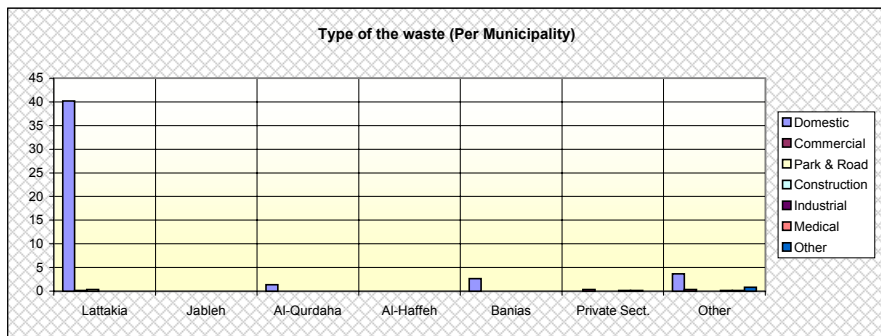 Type of the waste (Per Municipality)
45
40
35
30
25
20
15
10
5
0
Lattakia Jableh Al-Qurdaha Al-Haffeh Banias Private Sect. Other
Domestic
Commercial
Park & Road
Construction
Industrial
Medical
Other